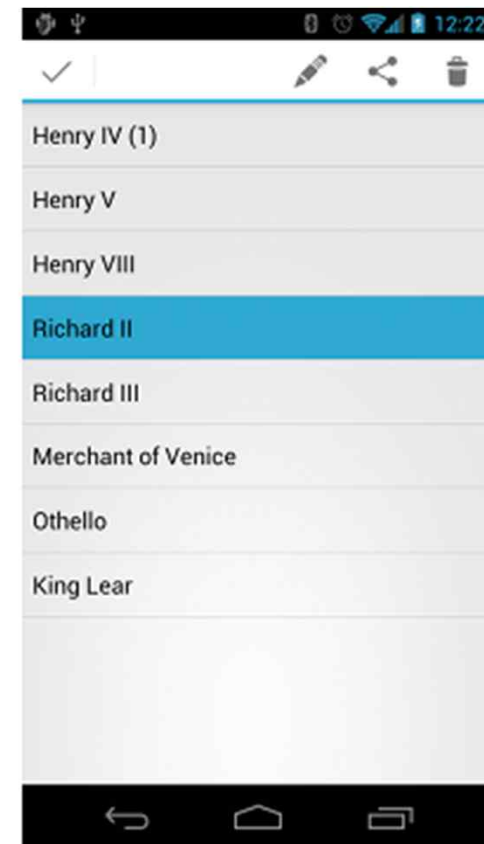 12:22
Henry IV (1)
Henry V
Henry VIII
Richard II
Richard III
Merchant of Venice
Othello
King Lear